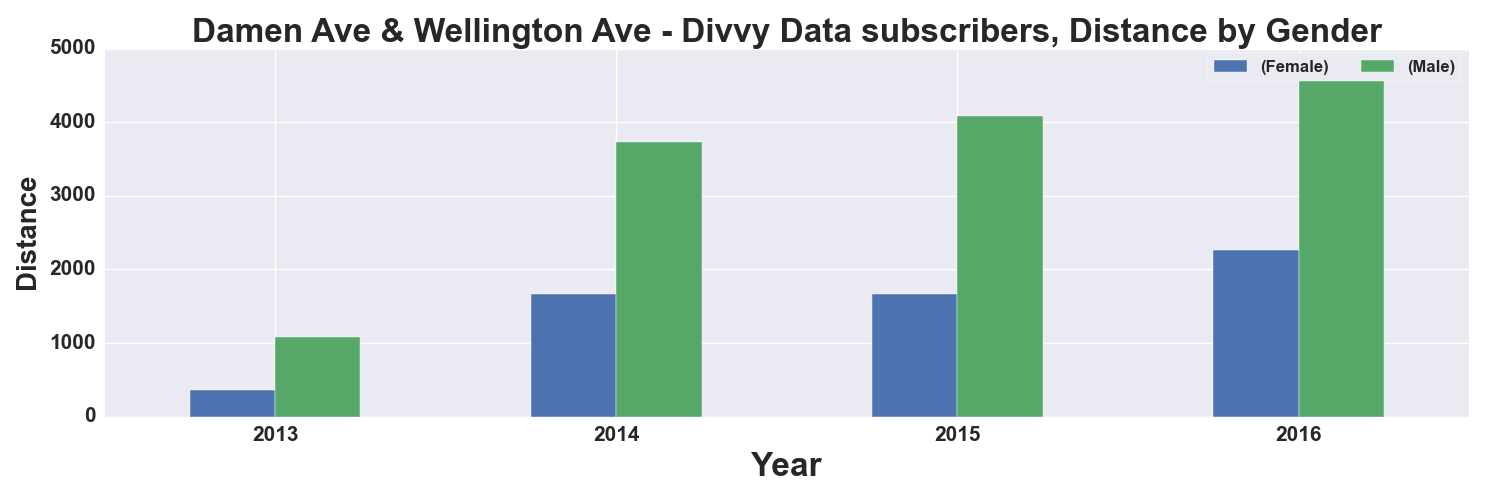 Damen Ave & Wellington Ave - Divvy Data subscribers, Distance by Gender
(Female) (Male)
5000
4000
3000
2000
1000
0
Distance
2013 2014 2015 2016
Year